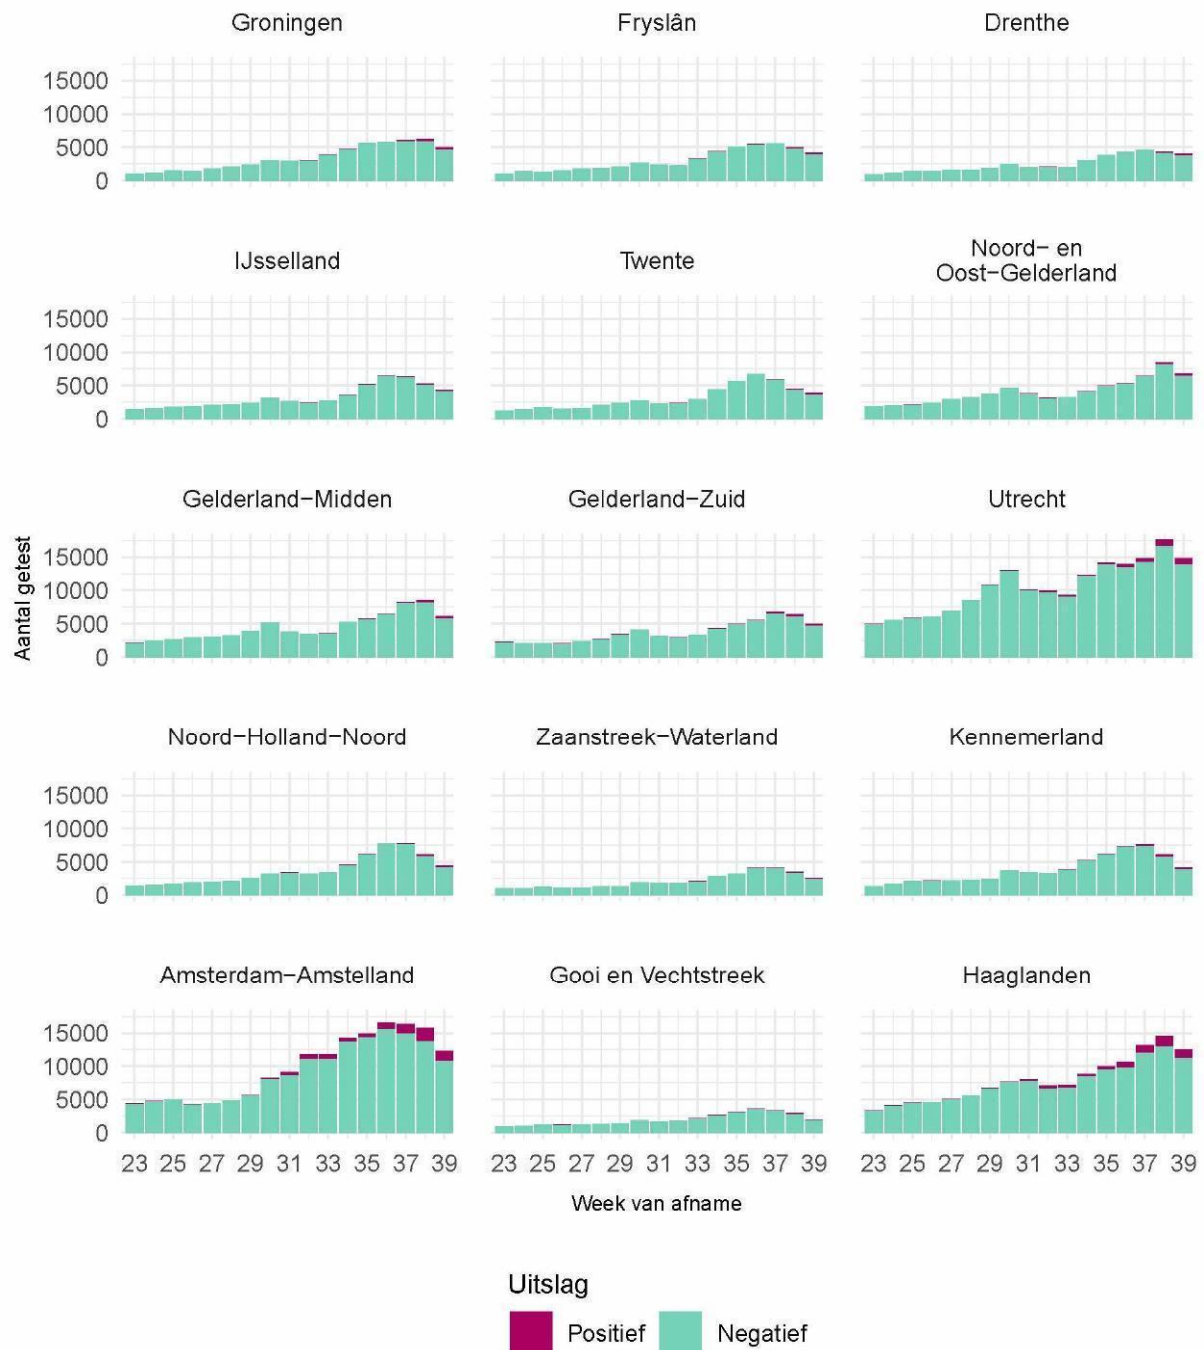 Groningen Fryslân Drenthe
15000
10000
5000
0
IJsselland Twente Noord- en
Oost-Gelderland
15000
10000
5000
0
Gelderland-Midden Gelderland-Zuid Utrecht
Aantal getest
15000
10000
5000
0
Noord-Holland-Noord Zaanstreek-Waterland Kennemerland
15000
10000
5000
0
Amsterdam-Amstelland Gooi en Vechtstreek Haaglanden
15000
10000
5000
0
23 25 27 29 31 33 35 37 39 23 25 27 29 31 33 35 37 39 23 25 27 29 31 33 35 37 39
Week van afname
Uitslag
Positief Negatief